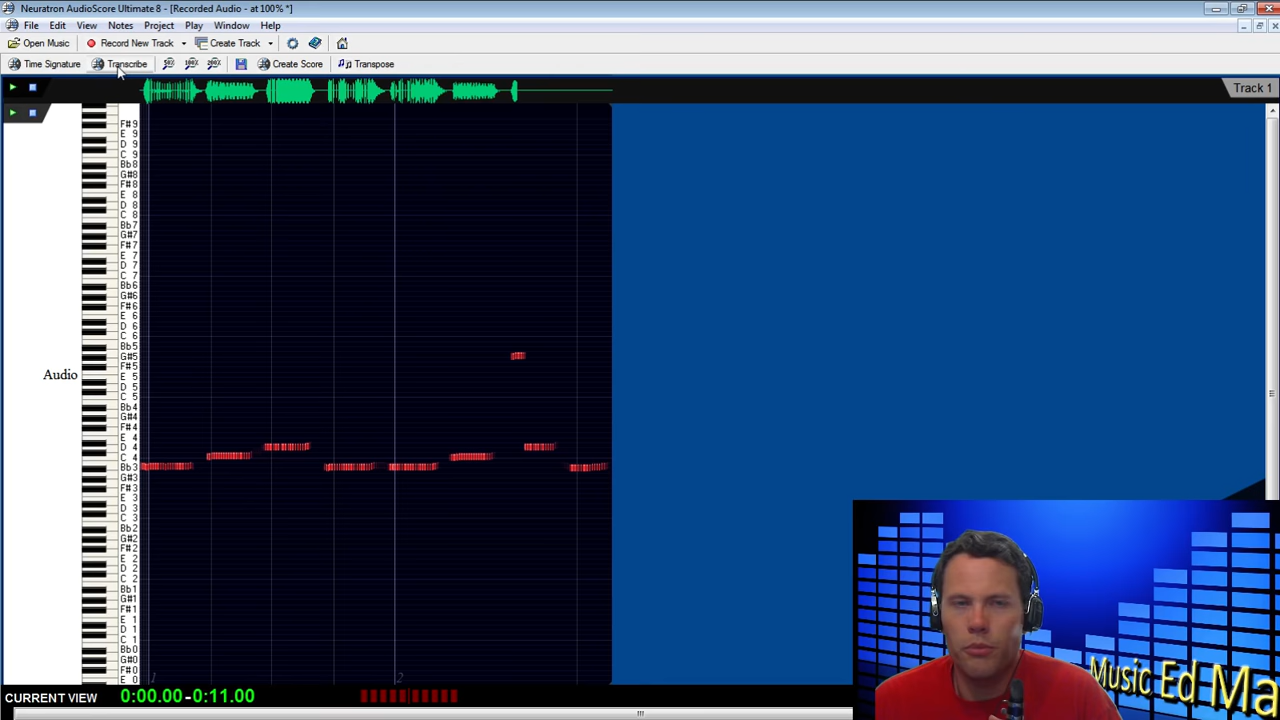 Neuratron AudioScore Ultimate 8 - [Recorded Audio - at 100% *]
File Edit View Notes Project Play Window Help
Open Music Record New Track Create Track
Time Signature Transcribe 50% 100% 200% Create Score Transpose
Track 1
F#9
E 9
D 9
C 9
Bb8
G#8
F#8
E 8
D 8
C 8
Bb7
G#7
F#7
E 7
D 7
C 7
Bb6
G#6
F#6
E 6
D 6
C 6
Bb5
G#5
F#5
Audio
E 5
D 5
C 5
Bb4
G#4
F#4
E 4
D 4
C 4
Bb3
G#3
F#3
E 3
D 3
C 3
Bb2
G#2
F#2
E 2
D 2
C 2
Bb1
G#1
F#1
E 1
D 1
C 1
Bb0
G#0
F#0
E 0
1 2
Music Ed Ma
CURRENT VIEW 0:00.00-0:11.00